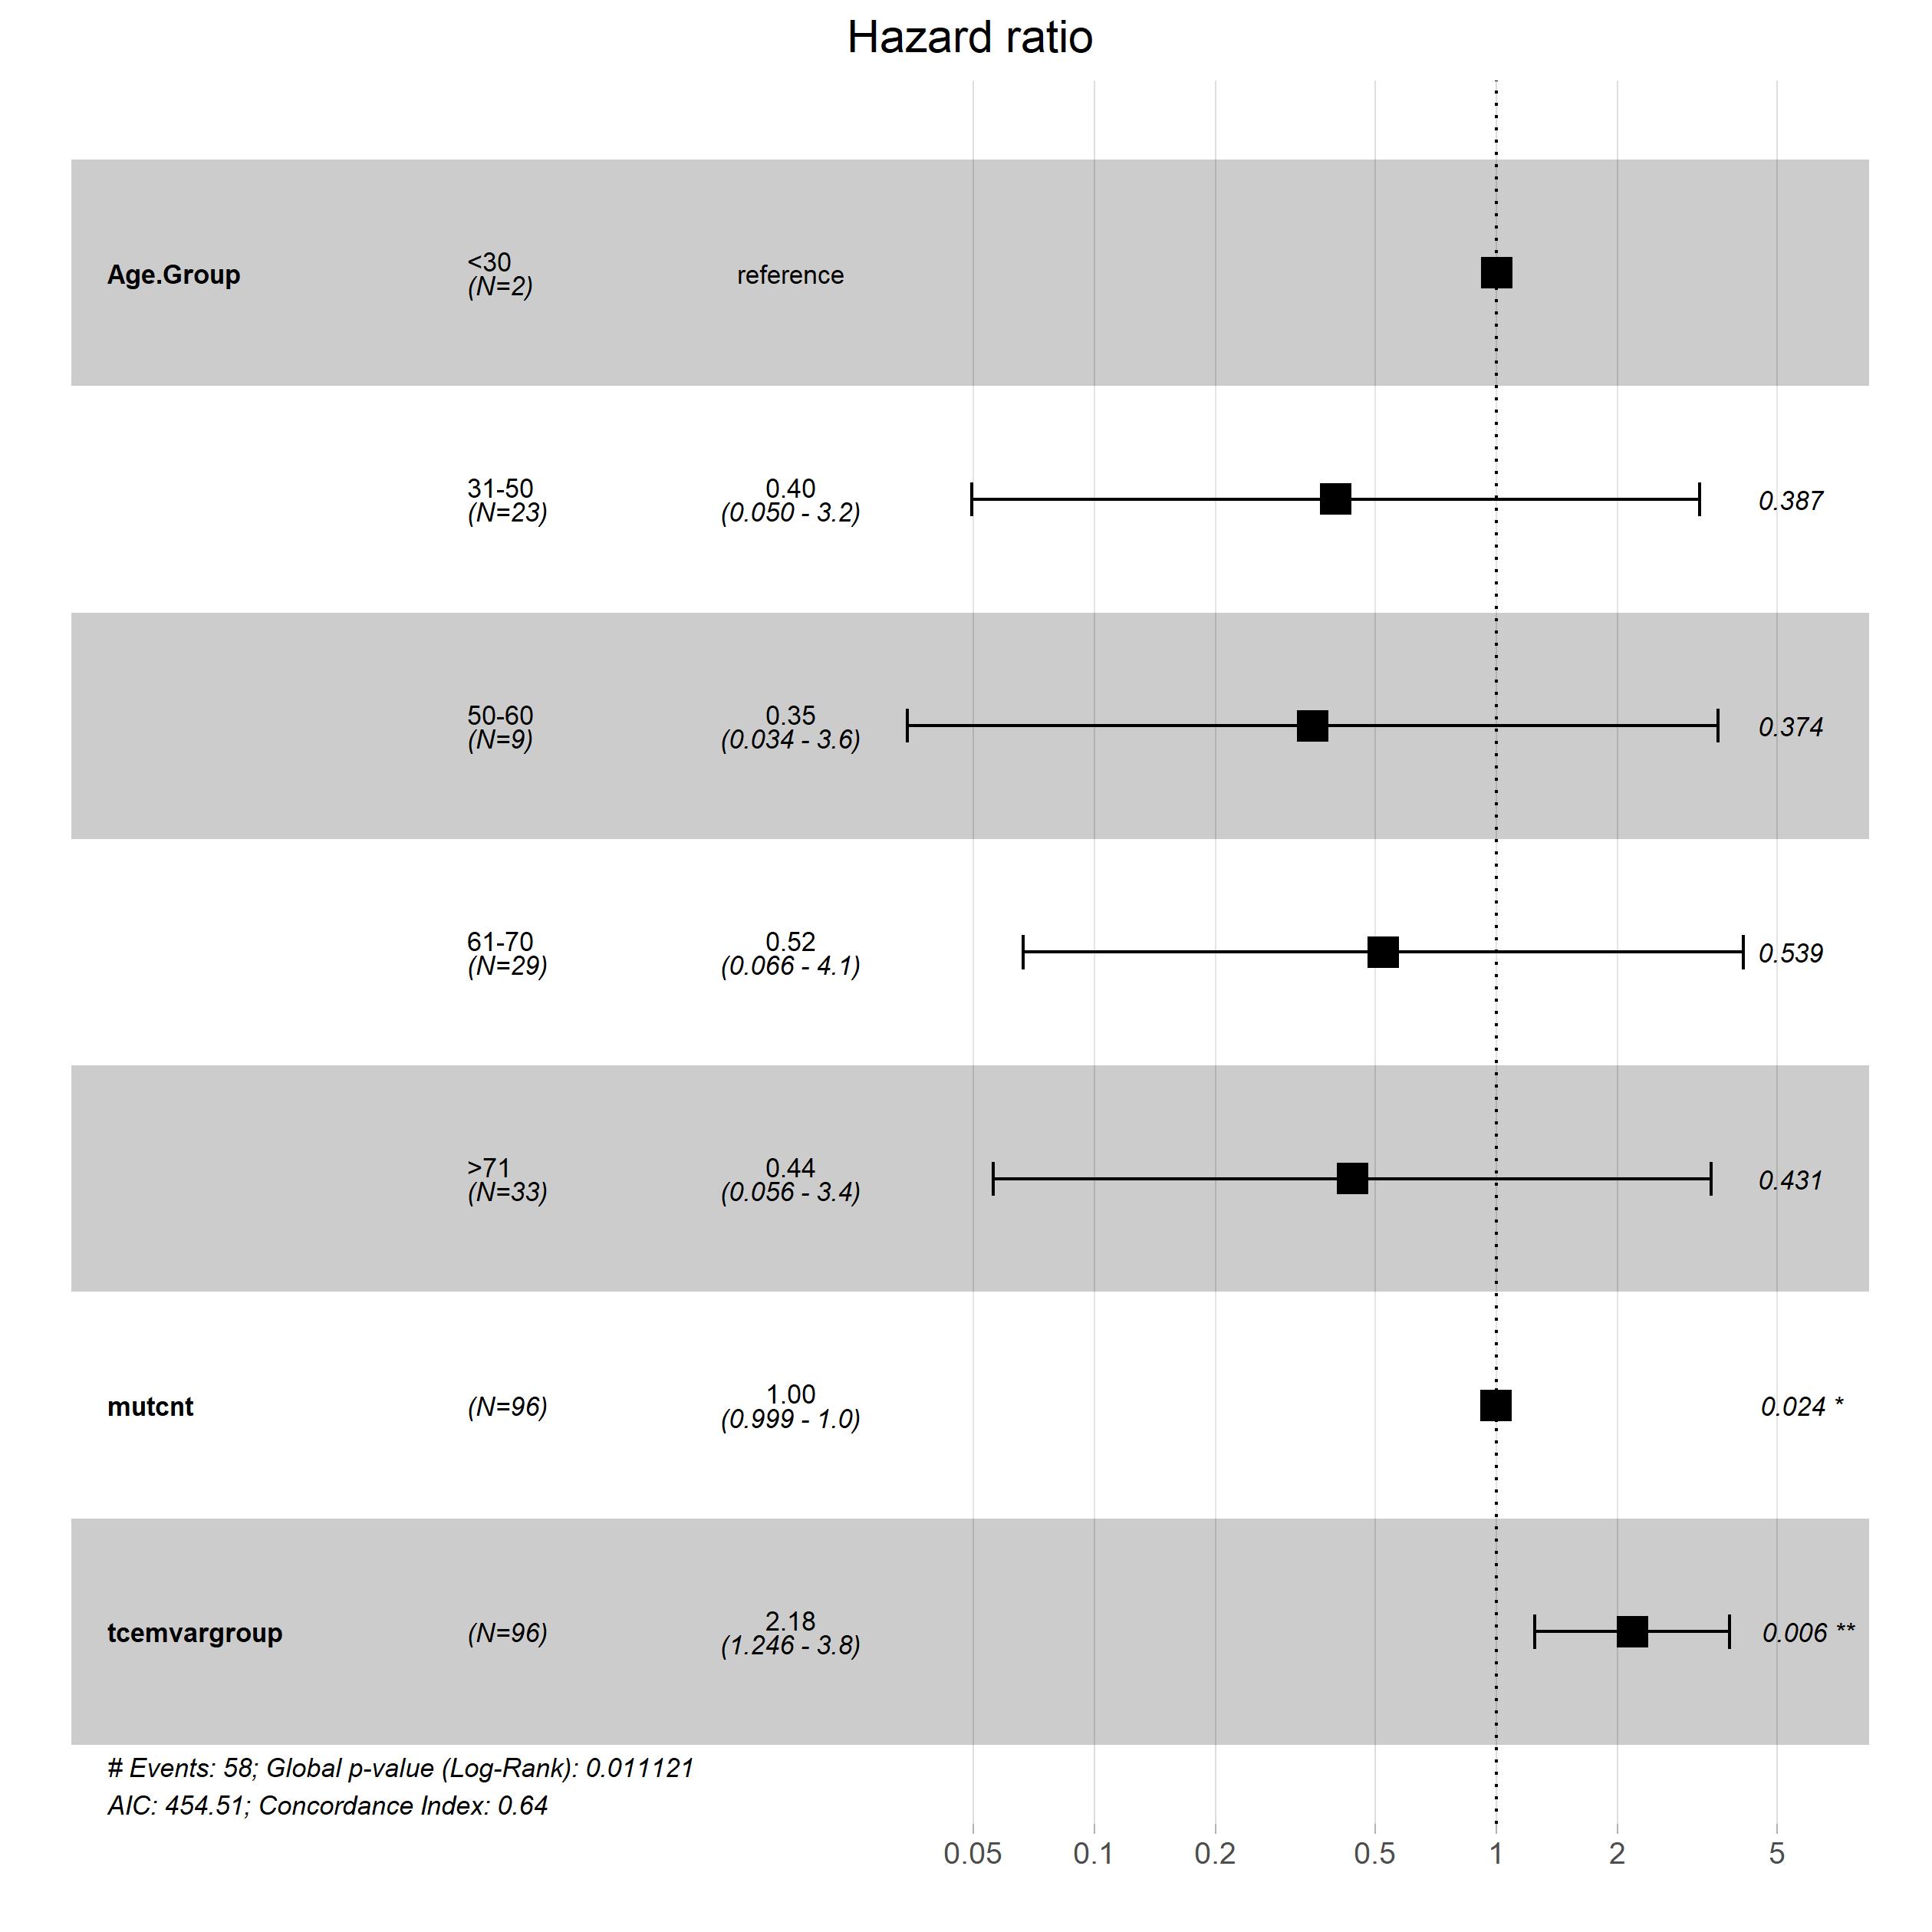 Hazard ratio
Age.Group
<30
(N=2)
reference
31-50
(N=23)
0.40
(0.050 - 3.2)
0.387
50-60
(N=9)
0.35
(0.034 - 3.6)
0.374
61-70
(N=29)
0.52
(0.066 - 4.1)
0.539
>71
(N=33)
0.44
(0.056 - 3.4)
0.431
mutcnt
(N=96)
1.00
(0.999 - 1.0)
0.024 *
tcemvargroup
(N=96)
2.18
(1.246 - 3.8)
0.006 **
# Events: 58; Global p-value (Log-Rank): 0.011121
AIC: 454.51; Concordance Index: 0.64
0.05 0.1 0.2 0.5 1 2 5